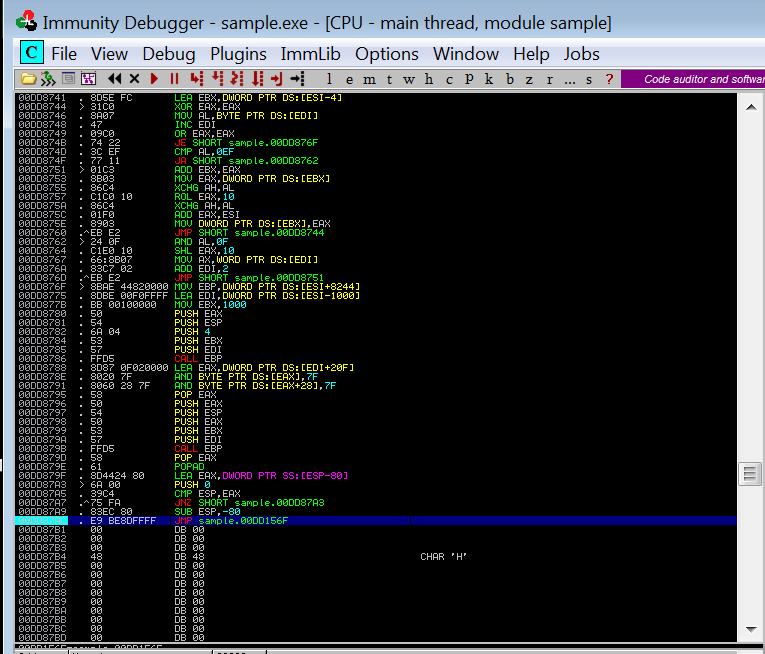 Immunity Debugger - sample.exe - [CPU - main thread, module sample]
C File View Debug Plugins ImmLib Options Window Help Jobs
l e m t w h c P k b z r ... s ? Code auditor and softwar
00DD8741 . 8D5E FC LEA EBX,DWORD PTR DS:[ESI-4]
00DD8744 > 31C0 XOR EAX,EAX
00DD8746 . 8A07 MOV AL,BYTE PTR DS:[EDI]
00DD8748 . 47 INC EDI
00DD8749 . 09C0 OR EAX,EAX
00DD874B . 74 22 JE SHORT sample.00DD876F
00DD874D . 3C EF CMP AL,0EF
00DD874F . 77 11 JA SHORT sample.00DD8762
00DD8751 > 01C3 ADD EBX,EAX
00DD8753 . 8B03 MOV EAX,DWORD PTR DS:[EBX]
00DD8755 . 86C4 XCHG AH,AL
00DD8757 . C1C0 10 ROL EAX,10
00DD875A . 86C4 XCHG AH,AL
00DD875C . 01F0 ADD EAX,ESI
00DD875E . 8903 MOV DWORD PTR DS:[EBX],EAX
00DD8760 .^EB E2 JMP SHORT sample.00DD8744
00DD8762 > 24 0F AND AL,0F
00DD8764 . C1E0 10 SHL EAX,10
00DD8767 . 66:8B07 MOV AX,WORD PTR DS:[EDI]
00DD876A . 83C7 02 ADD EDI,2
00DD876D .^EB E2 JMP SHORT sample.00DD8751
00DD876F > 8BAE 44820000 MOV EBP,DWORD PTR DS:[ESI+8244]
00DD8775 . 8DBE 00F0FFFF LEA EDI,DWORD PTR DS:[ESI-1000]
00DD877B . BB 00100000 MOV EBX,1000
00DD8780 . 50 PUSH EAX
00DD8781 . 54 PUSH ESP
00DD8782 . 6A 04 PUSH 4
00DD8784 . 53 PUSH EBX
00DD8785 . 57 PUSH EDI
00DD8786 . FFD5 CALL EBP
00DD8788 . 8D87 0F020000 LEA EAX,DWORD PTR DS:[EDI+20F]
00DD878E . 8020 7F AND BYTE PTR DS:[EAX],7F
00DD8791 . 8060 28 7F AND BYTE PTR DS:[EAX+28],7F
00DD8795 . 58 POP EAX
00DD8796 . 50 PUSH EAX
00DD8797 . 54 PUSH ESP
00DD8798 . 50 PUSH EAX
00DD8799 . 53 PUSH EBX
00DD879A . 57 PUSH EDI
00DD879B . FFD5 CALL EBP
00DD879D . 58 POP EAX
00DD879E . 61 POPAD
00DD879F . 8D4424 80 LEA EAX,DWORD PTR SS:[ESP-80]
00DD87A3 > 6A 00 PUSH 0
00DD87A5 . 39C4 CMP ESP,EAX
00DD87A7 .^75 FA JNZ SHORT sample.00DD87A3
00DD87A9 . 83EC 80 SUB ESP,-80
. E9 BE8DFFFF JMP sample.00DD156F
00DD87B1 00 DB 00
00DD87B2 00 DB 00
00DD87B3 00 DB 00
00DD87B4 48 DB 48 CHAR 'H'
00DD87B5 00 DB 00
00DD87B6 00 DB 00
00DD87B7 00 DB 00
00DD87B8 00 DB 00
00DD87B9 00 DB 00
00DD87BA 00 DB 00
00DD87BB 00 DB 00
00DD87BC 00 DB 00
00DD87BD 00 DB 00